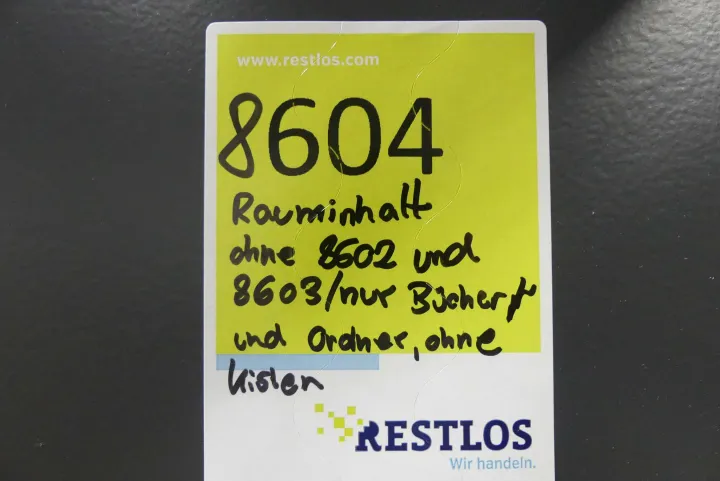 www.restlos.com
8604
Rauminhalt
ohne 8602 und
8603/nur Bücher
und Ordner, ohne
Kisten
RESTLOS
Wir handeln.